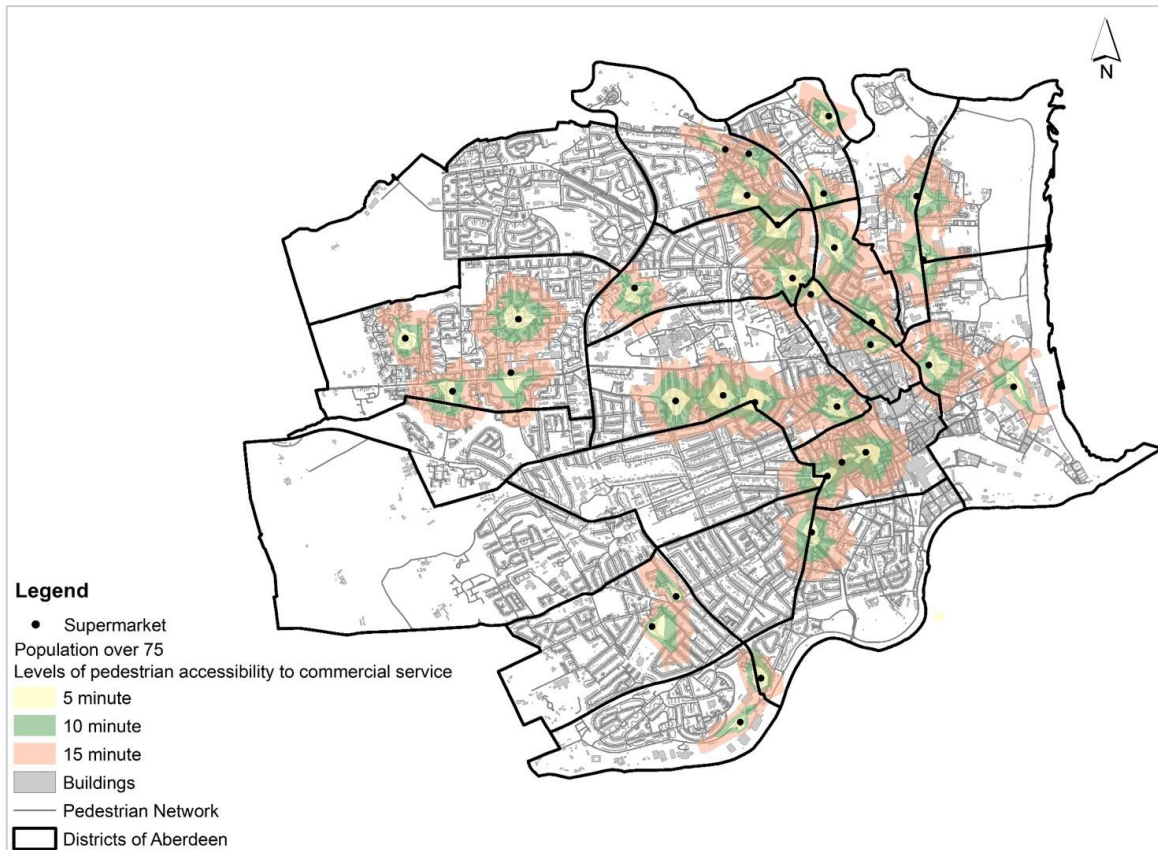 N
Legend
Supermarket
Population over 75
Levels of pedestrian accessibility to commercial service
5 minute
10 minute
15 minute
Buildings
Pedestrian Network
Districts of Aberdeen